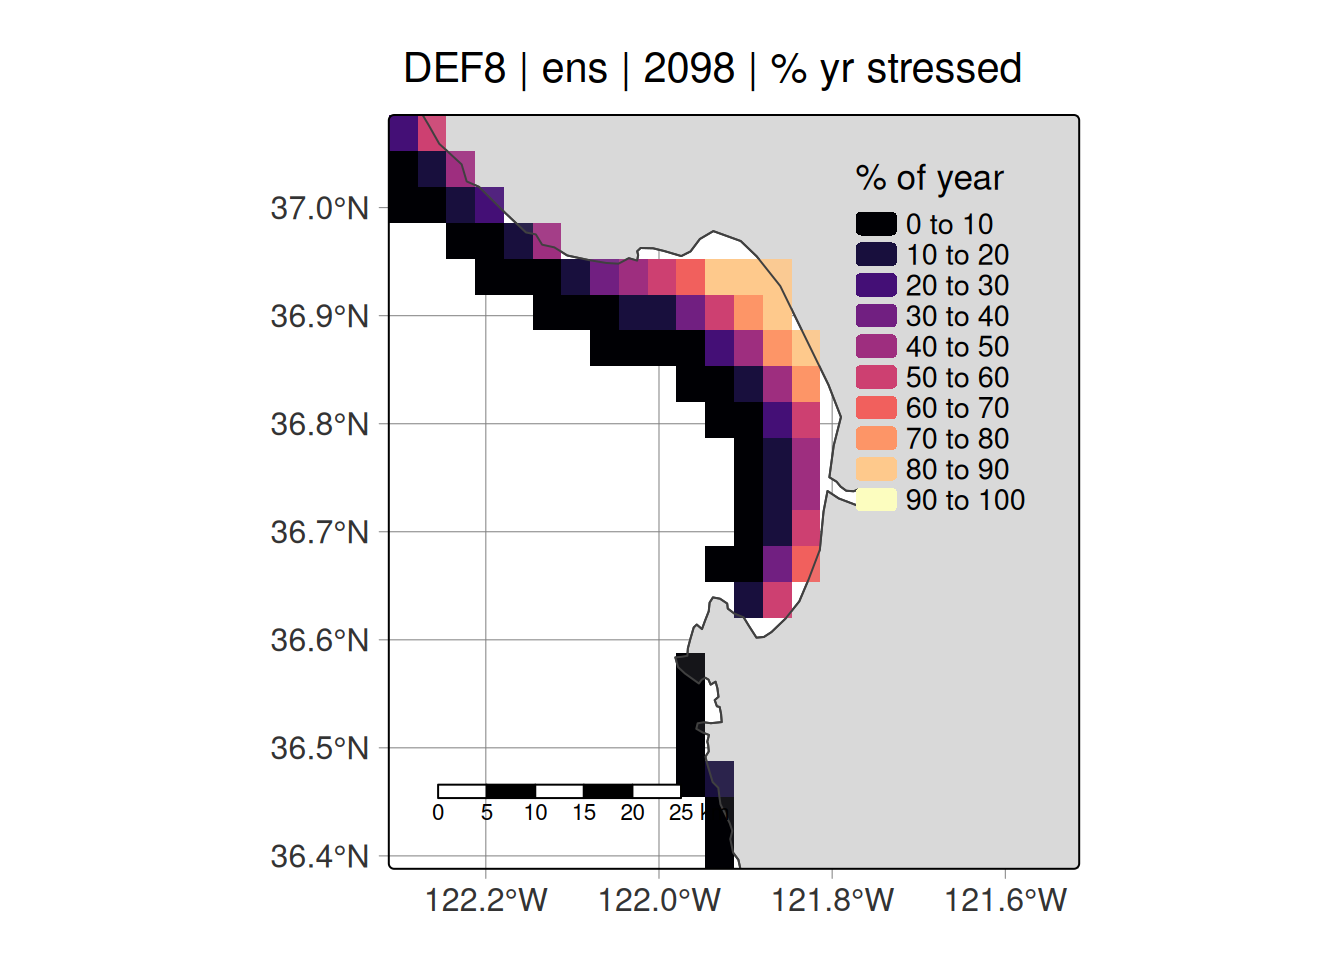 DEF8 | ens | 2098 | % yr stressed
% of year
0 to 10
10 to 20
20 to 30
30 to 40
40 to 50
50 to 60
60 to 70
70 to 80
80 to 90
90 to 100
37.0°N
36.9°N
36.8°N
36.7°N
36.6°N
36.5°N
36.4°N
0 5 10 15 20 25
122.2°W 122.0°W 121.8°W 121.6°W